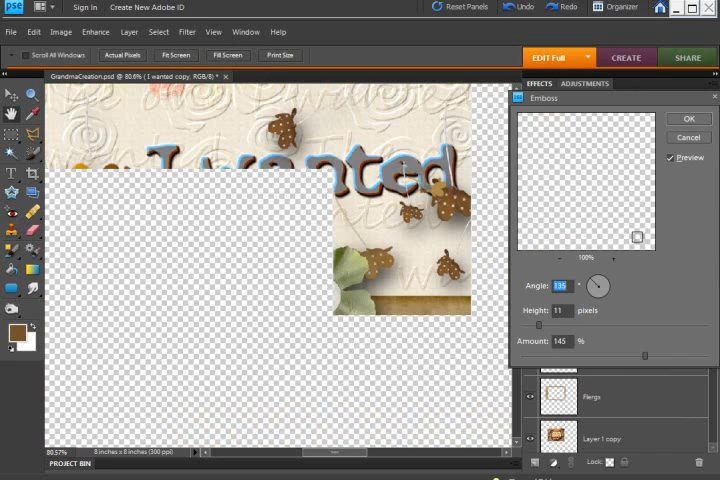 pse Sign In Create New Adobe ID Reset Panels Undo Redo Organizer
File Edit Image Enhance Layer Select Filter View Window Help
Scroll All Windows Actual Pixels Fit Screen Fill Screen Print Size EDIT Full CREATE SHARE
GrandmaCreation.psd @ 80.6% ( I wanted copy, RGB/8) * × EFFECTS ADJUSTMENTS
Emboss
OK
Cancel
Preview
I wanted
100%
Angle: 135 °
Height: 11 pixels
Amount: 145 %
Flergs
Layer 1 copy
80.57% 8 inches x 8 inches (300 ppi)
Lock:
PROJECT BIN